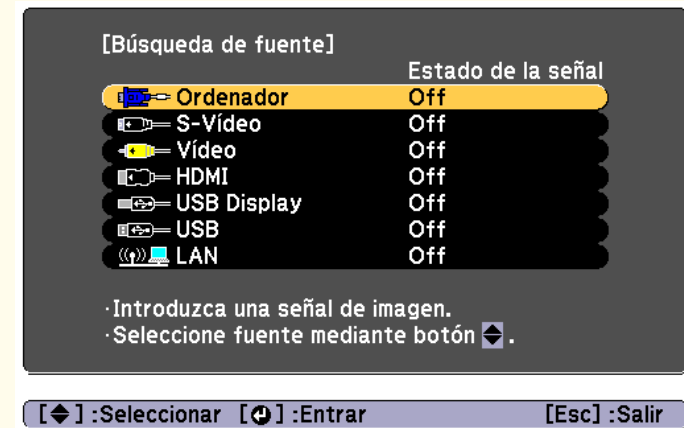 [Búsqueda de fuente]
Estado de la señal
Ordenador Off
S-Vídeo Off
Vídeo Off
HDMI Off
USB Display Off
USB Off
LAN Off
·Introduzca una señal de imagen.
·Seleccione fuente mediante botón .
[ ] :Seleccionar [ ] :Entrar [Esc] :Salir